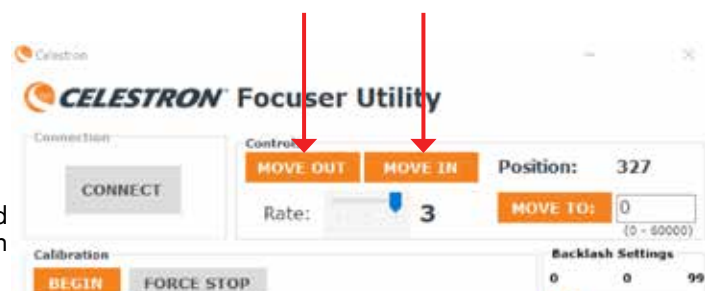 Celestron
CELESTRON Focuser Utility
Connection
Control
MOVE OUT MOVE IN Position: 327
CONNECT
Rate: 3 MOVE TO: 0
(0 - 60000)
d
n
Calibration Backlash Settings
BEGIN FORCE STOP 0 0 99